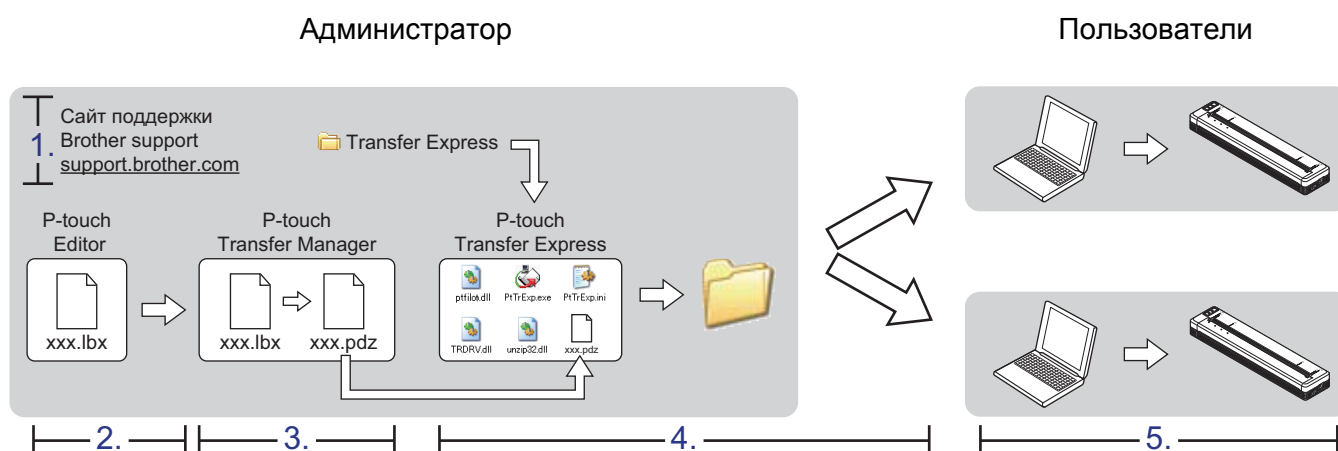 Администратор
Пользователи
1.
Сайт поддержки
Brother support
support.brother.com
Transfer Express
P-touch
Editor
xxx.lbx
P-touch
Transfer Manager
xxx.lbx
xxx.pdz
P-touch
Transfer Express
ptfilot.dll
PtTrExp.exe
PtTrExp.ini
TRDRV.dll
unzip32.dll
xxx.pdz
2.
3.
4.
5.